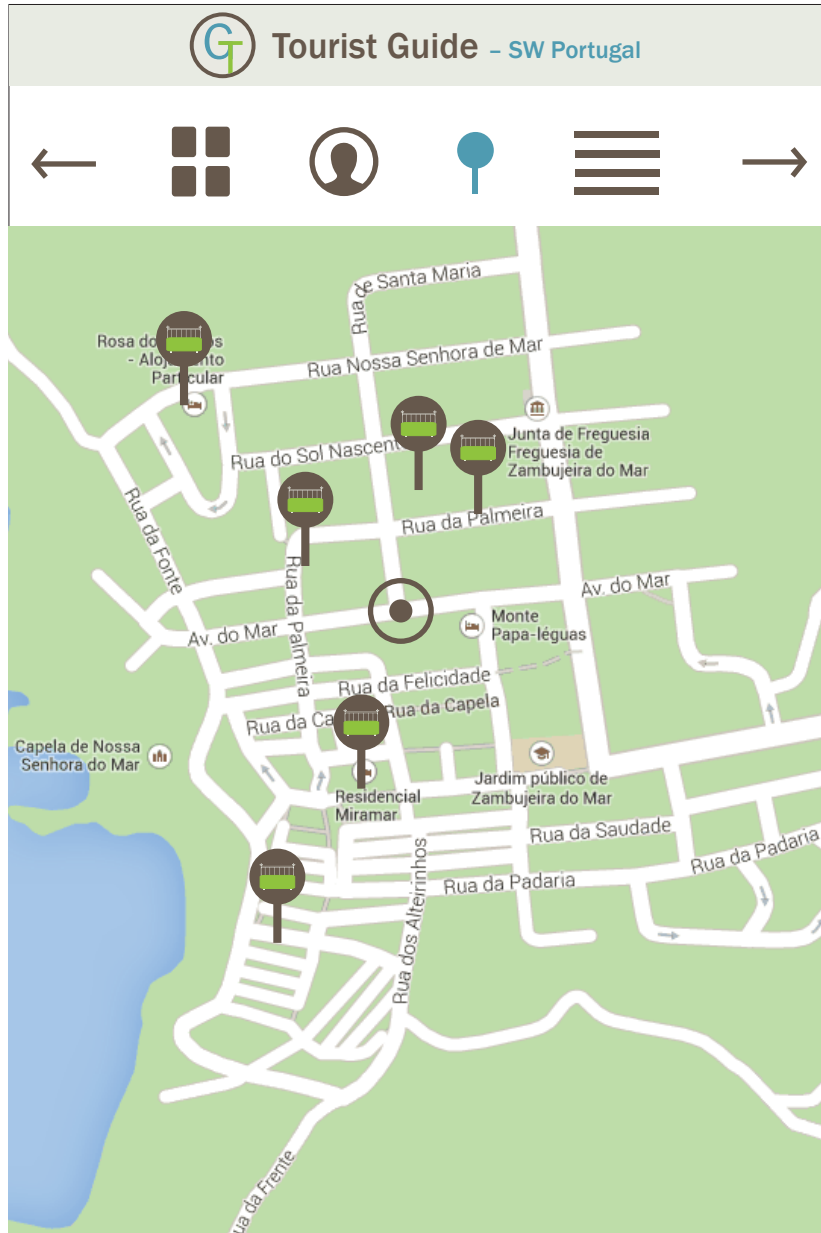 GT Tourist Guide – SW Portugal
Rua de Santa Maria
Rosa do
- Aloj
Particular
Rua Nossa Senhora de Mar
Junta de Freguesia
Freguesia de
Zambujeira do Mar
Rua do Sol Nascent
Rua da Fonte
Rua da Palmeira
Rua da Palmeira
Av. do Mar
Av. do Mar
Monte
Papa-léguas
Rua da Felicidade
Rua da Ca
Rua da Capela
Capela de Nossa
Senhora do Mar
Jardim público de
Zambujeira do Mar
Residencial
Miramar
Rua da Saudade
Rua da Padaria
Rua da Padaria
Rua dos Alteirinhos
ua da Frente